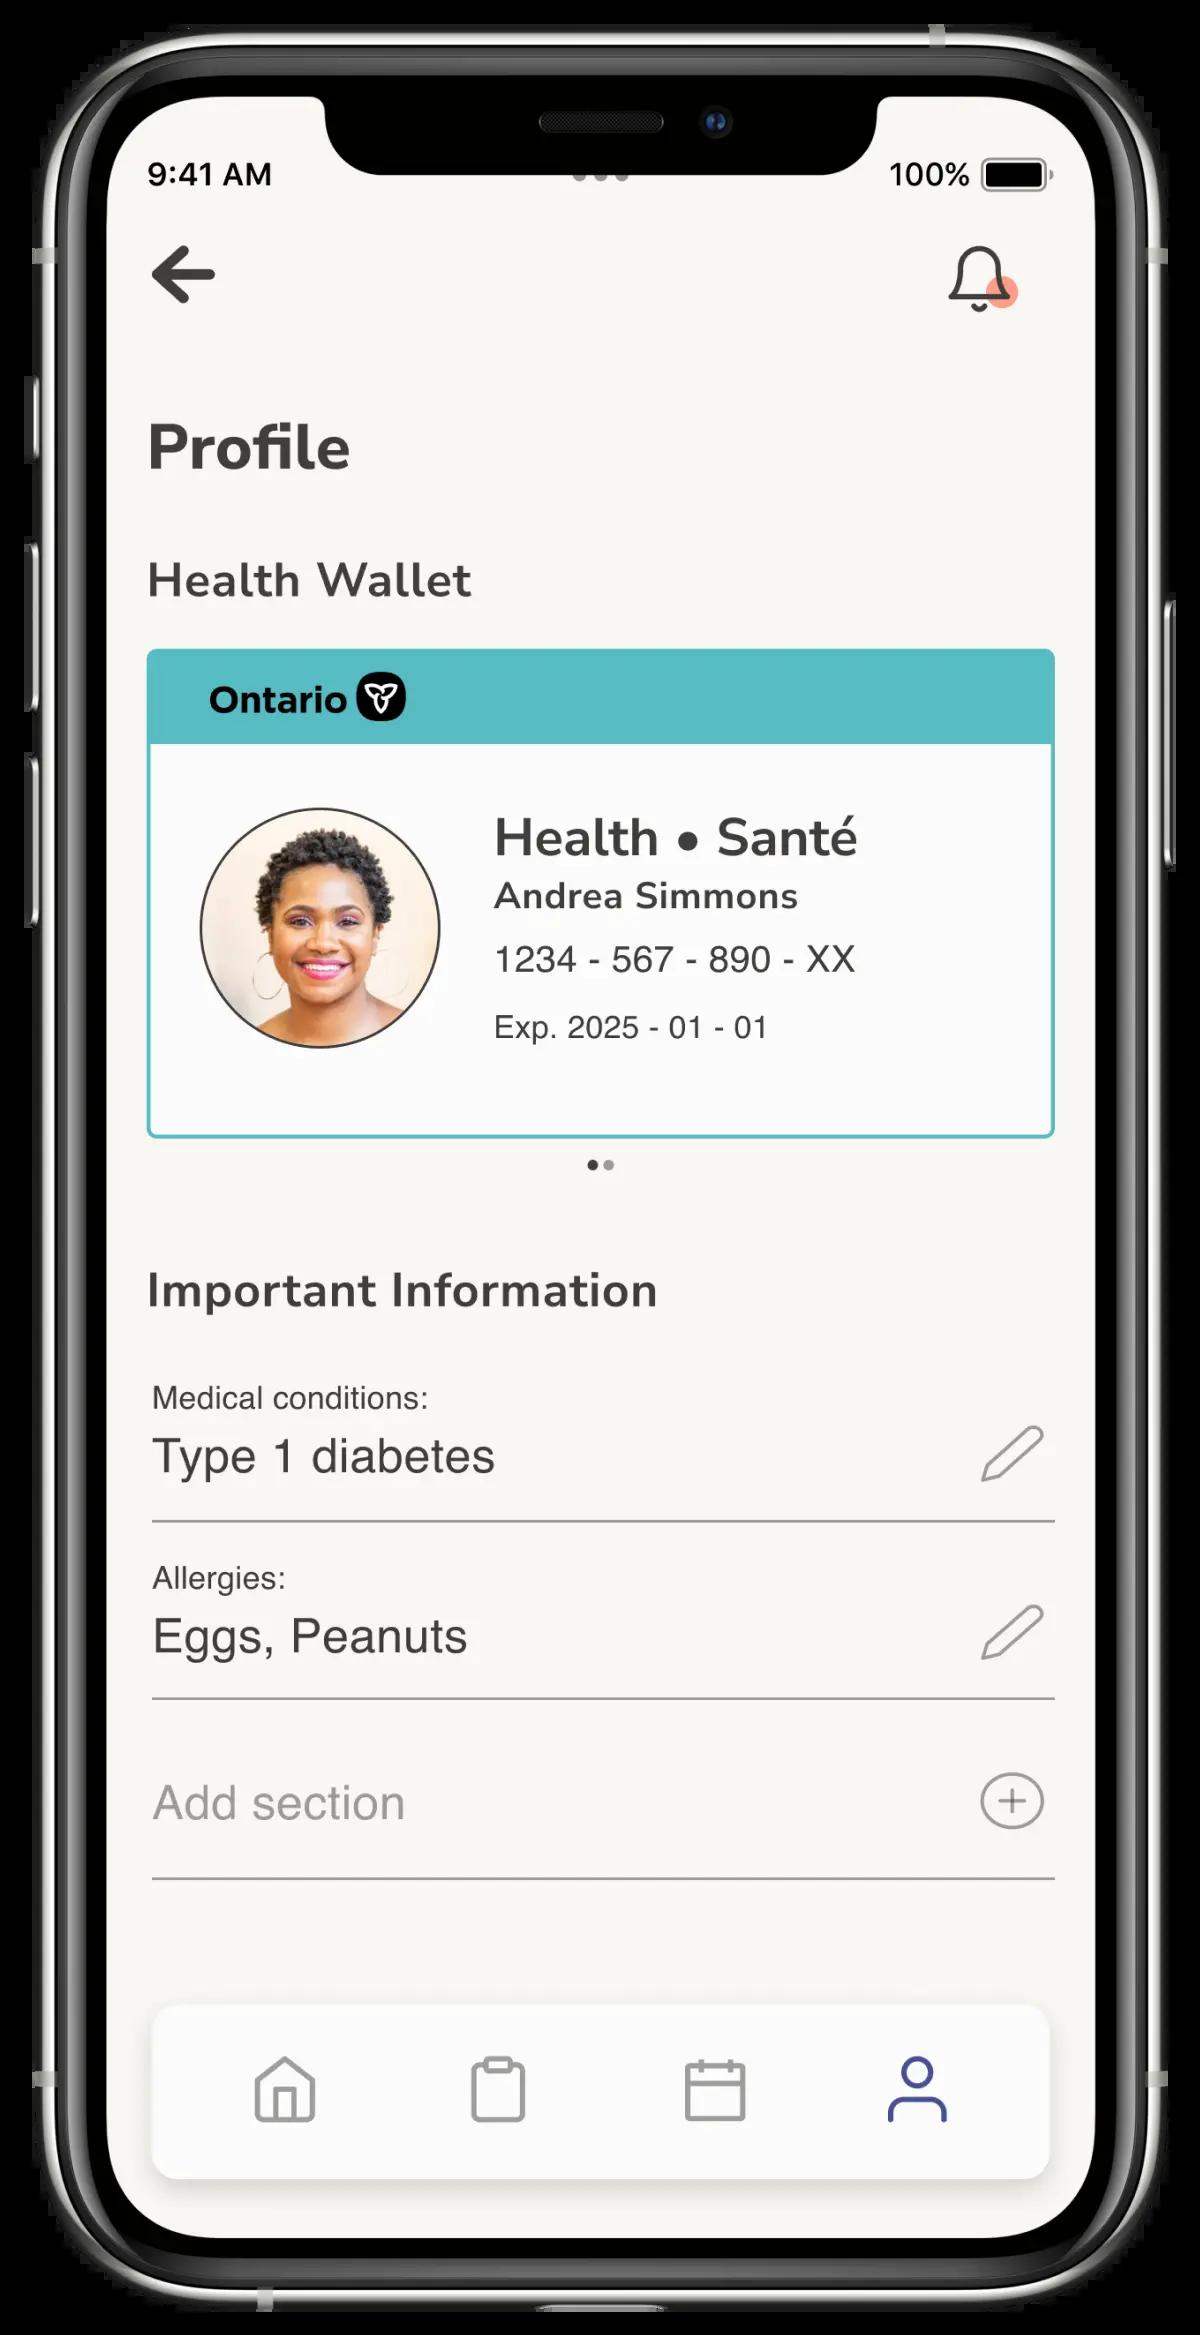 9:41 AM
100%
Profile
Health Wallet
Ontario
Health • Santé
Andrea Simmons
1234 - 567 - 890 - XX
Exp. 2025 - 01 - 01
Important Information
Medical conditions:
Type 1 diabetes
Allergies:
Eggs, Peanuts
Add section